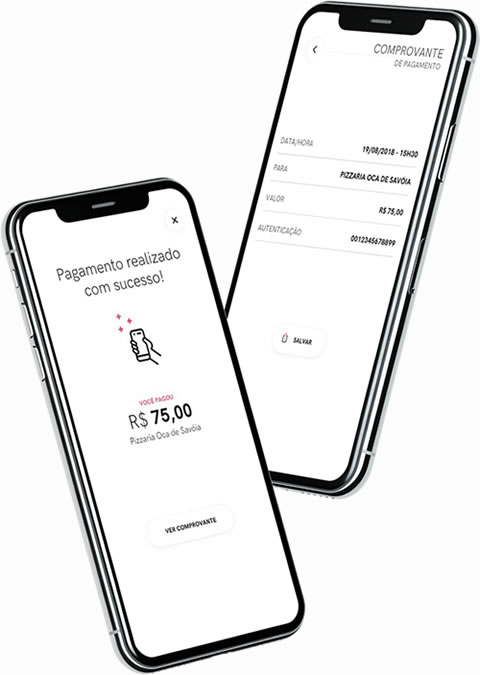 COMPROVANTE
DE PAGAMENTO
DATA/HORA
19/08/2018 - 15H30
PARA
PIZZARIA OCA DE SAVÓIA
VALOR
R$ 75,00
AUTENTICAÇÃO
0012345678899
SALVAR
Pagamento realizado
com sucesso!
VOCÊ PAGOU
R$ 75,00
Pizzaria Oca de Savóia
VER COMPROVANTE